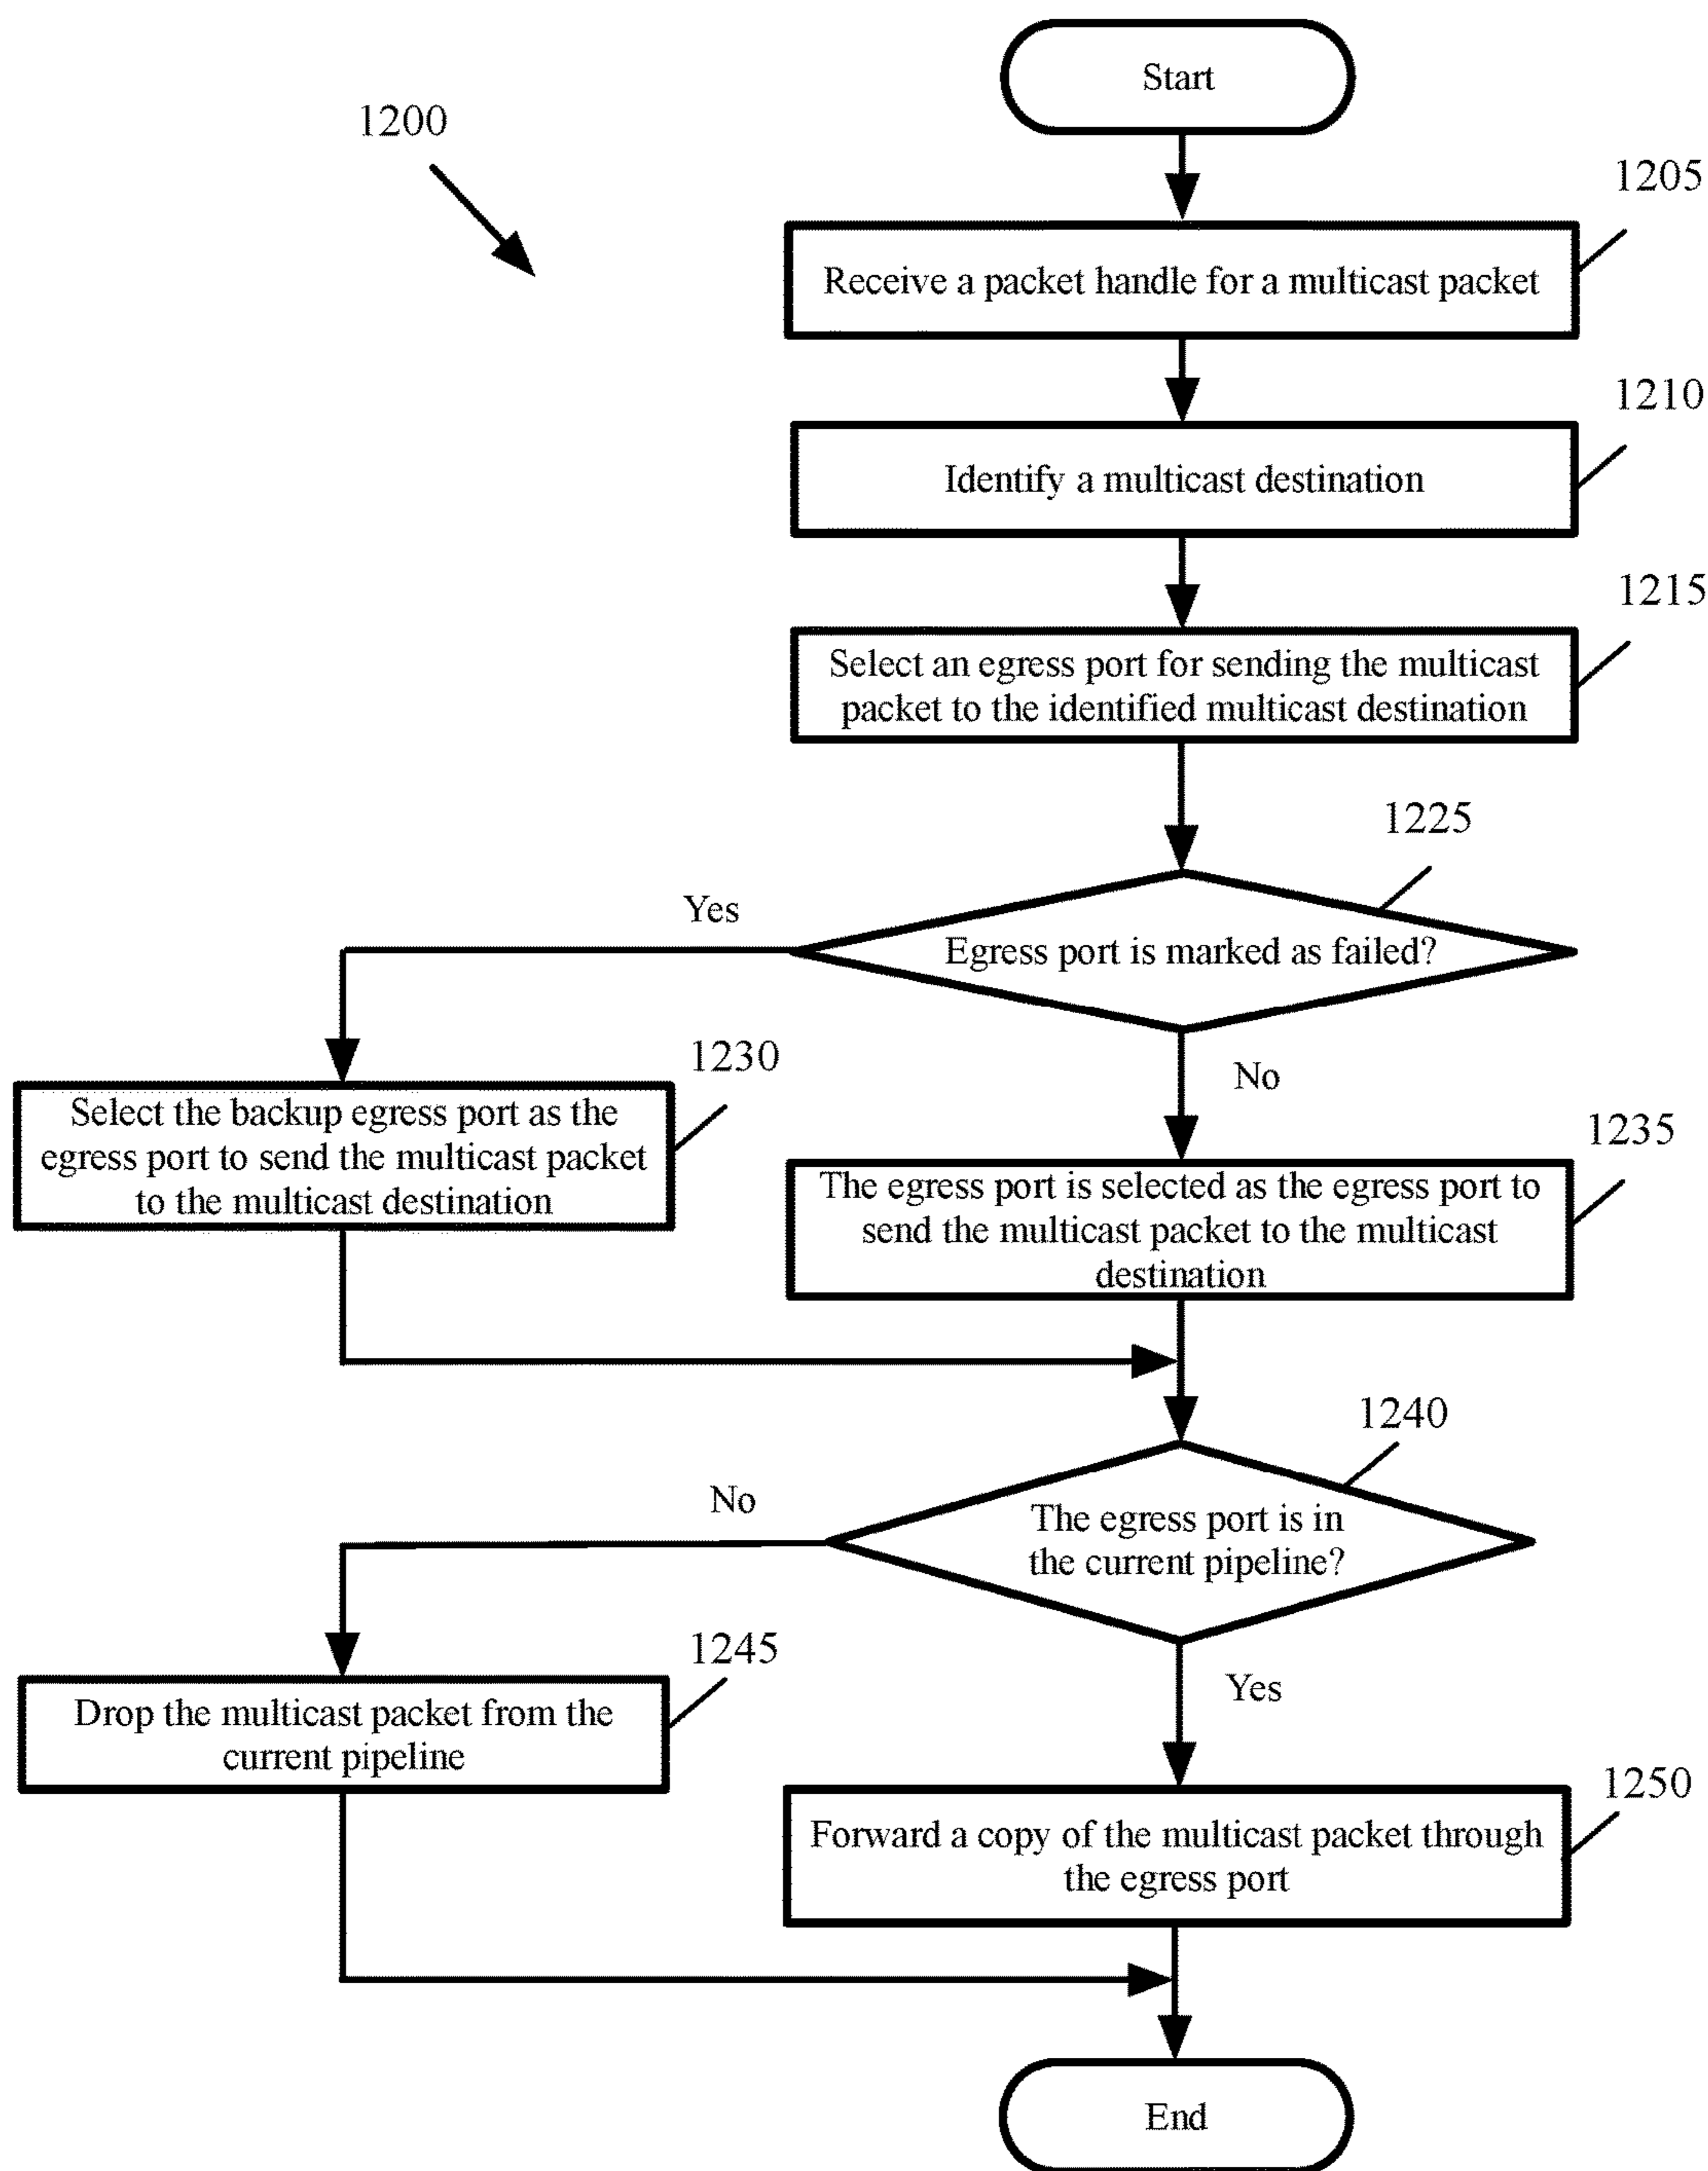 Start
1200
1205
Receive a packet handle for a multicast packet
1210
Identify a multicast destination
1215
Select an egress port for sending the multicast
packet to the identified multicast destination
1225
Yes
Egress port is marked as failed?
No
1230
Select the backup egress port as the
egress port to send the multicast packet
to the multicast destination
1235
The egress port is selected as the egress port to
send the multicast packet to the multicast
destination
1240
No
The egress port is in
the current pipeline?
Yes
1245
Drop the multicast packet from the
current pipeline
1250
Forward a copy of the multicast packet through
the egress port
End